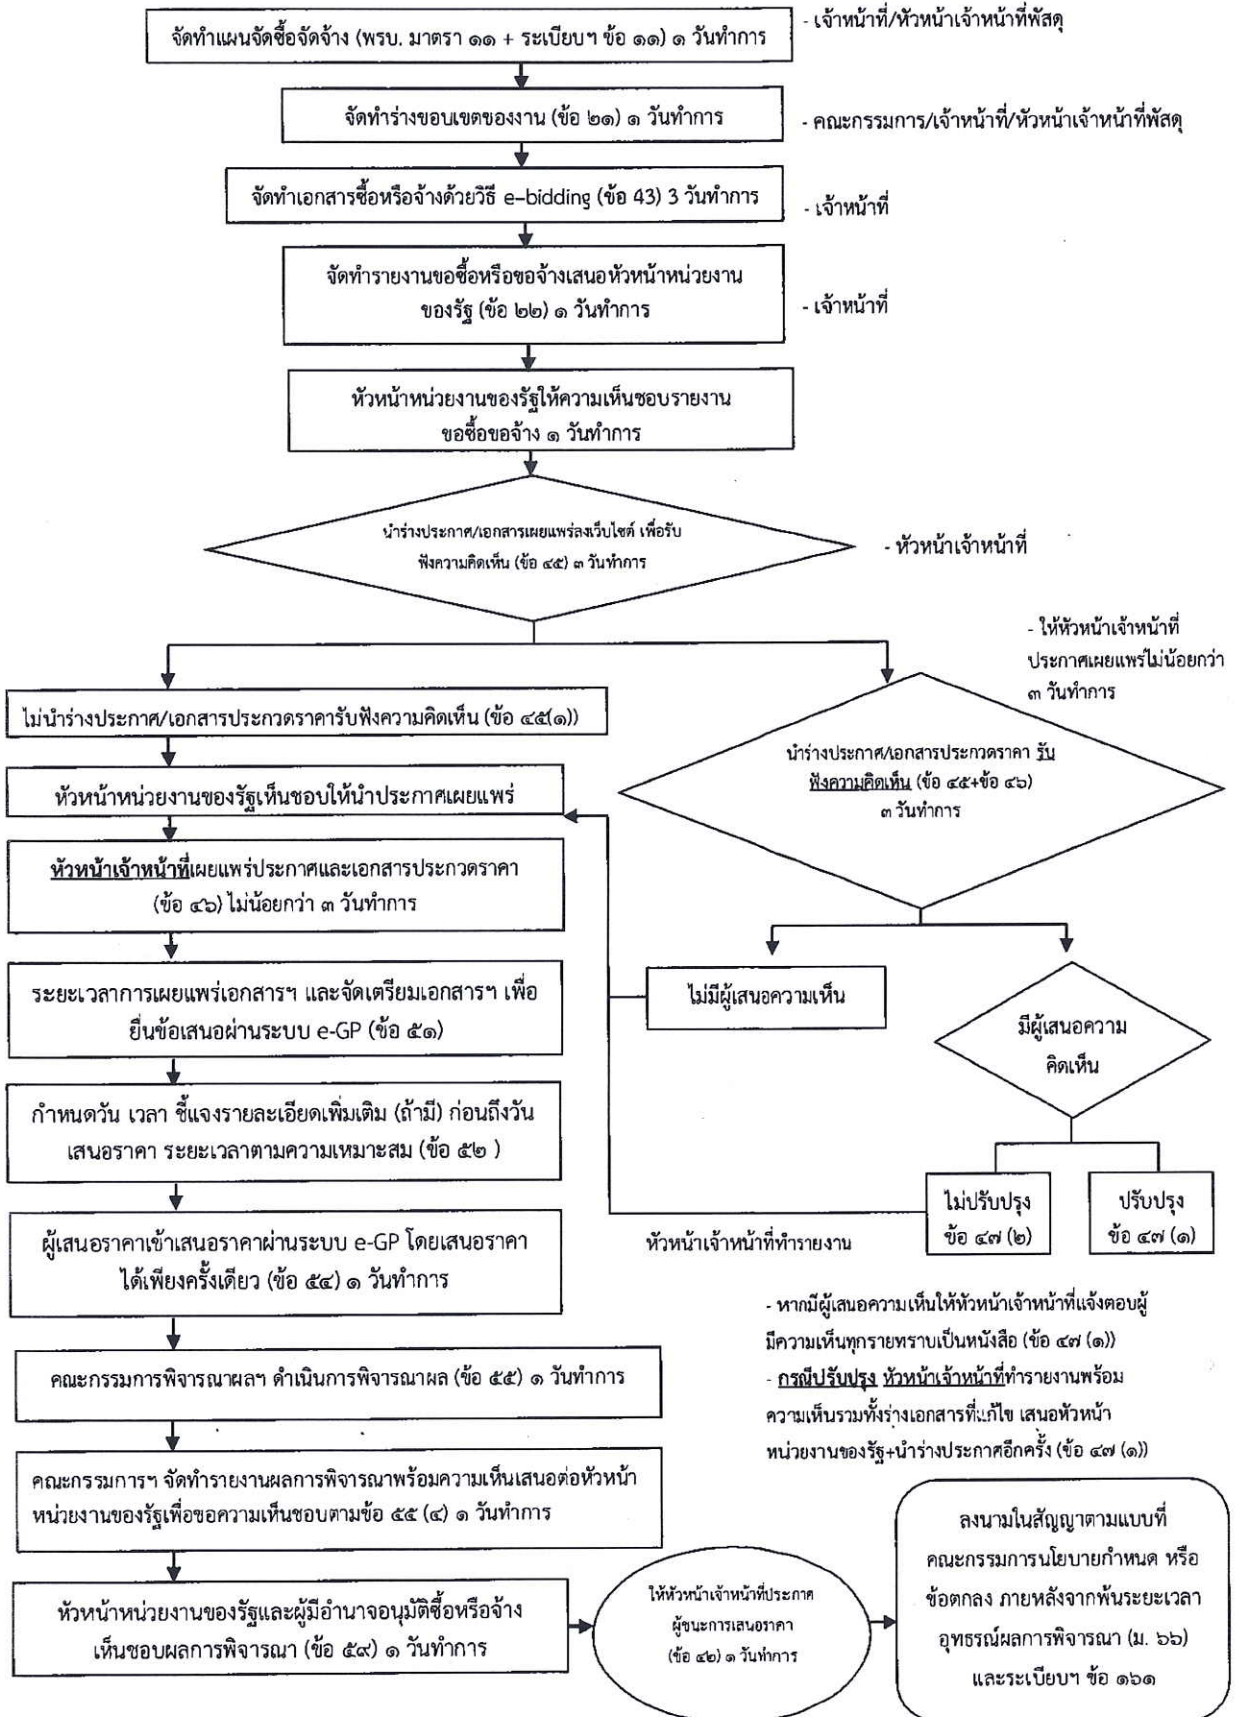 จัดทำแผนจัดซื้อจัดจ้าง (พรบ. มาตรา ๑๑ + ระเบียบฯ ข้อ ๑๑) ๑ วันทำการ
- เจ้าหน้าที่/หัวหน้าเจ้าหน้าที่พัสดุ
จัดทำร่างขอบเขตของงาน (ข้อ ๒๑) ๑ วันทำการ
- คณะกรรมการ/เจ้าหน้าที่/หัวหน้าเจ้าหน้าที่พัสดุ
จัดทำเอกสารซื้อหรือจ้างด้วยวิธี e-bidding (ข้อ 43) 3 วันทำการ
- เจ้าหน้าที่
จัดทำรายงานขอซื้อหรือขอจ้างเสนอหัวหน้าหน่วยงาน
ของรัฐ (ข้อ ๒๒) ๑ วันทำการ
- เจ้าหน้าที่
หัวหน้าหน่วยงานของรัฐให้ความเห็นชอบรายงาน
ขอซื้อขอจ้าง ๑ วันทำการ
นำร่างประกาศ/เอกสารเผยแพร่ลงเว็บไซต์ เพื่อรับ
ฟังความคิดเห็น (ข้อ ๔๕) ๓ วันทำการ
- หัวหน้าเจ้าหน้าที่
- ให้หัวหน้าเจ้าหน้าที่
ประกาศเผยแพร่ไม่น้อยกว่า
๓ วันทำการ
ไม่นำร่างประกาศ/เอกสารประกวดราคารับฟังความคิดเห็น (ข้อ ๔๕(๑))
นำร่างประกาศ/เอกสารประกวดราคา รับ
ฟังความคิดเห็น (ข้อ ๔๕+ข้อ ๔๖)
๓ วันทำการ
หัวหน้าหน่วยงานของรัฐเห็นชอบให้นำประกาศเผยแพร่
หัวหน้าเจ้าหน้าที่เผยแพร่ประกาศและเอกสารประกวดราคา
(ข้อ ๔๖) ไม่น้อยกว่า ๓ วันทำการ
ระยะเวลาการเผยแพร่เอกสารฯ และจัดเตรียมเอกสารฯ เพื่อ
ยื่นข้อเสนอผ่านระบบ e-GP (ข้อ ๕๑)
ไม่มีผู้เสนอความเห็น
มีผู้เสนอความ
คิดเห็น
กำหนดวัน เวลา ชี้แจงรายละเอียดเพิ่มเติม (ถ้ามี) ก่อนถึงวัน
เสนอราคา ระยะเวลาตามความเหมาะสม (ข้อ ๕๒ )
ไม่ปรับปรุง
ข้อ ๔๗ (๒)
ปรับปรุง
ข้อ ๔๗ (๑)
หัวหน้าเจ้าหน้าที่ทำรายงาน
ผู้เสนอราคาเข้าเสนอราคาผ่านระบบ e-GP โดยเสนอราคา
ได้เพียงครั้งเดียว (ข้อ ๕๔) ๑ วันทำการ
- หากมีผู้เสนอความเห็นให้หัวหน้าเจ้าหน้าที่แจ้งตอบผู้
มีความเห็นทุกรายทราบเป็นหนังสือ (ข้อ ๔๗ (๑))
- กรณีปรับปรุง หัวหน้าเจ้าหน้าที่ทำรายงานพร้อม
ความเห็นรวมทั้งร่างเอกสารที่แก้ไข เสนอหัวหน้า
หน่วยงานของรัฐ+นำร่างประกาศอีกครั้ง (ข้อ ๔๗ (๑))
คณะกรรมการพิจารณาผลฯ ดำเนินการพิจารณาผล (ข้อ ๕๕) ๑ วันทำการ
คณะกรรมการฯ จัดทำรายงานผลการพิจารณาพร้อมความเห็นเสนอต่อหัวหน้า
หน่วยงานของรัฐเพื่อขอความเห็นชอบตามข้อ ๕๕ (๔) ๑ วันทำการ
หัวหน้าหน่วยงานของรัฐและผู้มีอำนาจอนุมัติซื้อหรือจ้าง
เห็นชอบผลการพิจารณา (ข้อ ๕๙) ๑ วันทำการ
ให้หัวหน้าเจ้าหน้าที่ประกาศ
ผู้ชนะการเสนอราคา
(ข้อ ๔๒) ๑ วันทำการ
ลงนามในสัญญาตามแบบที่
คณะกรรมการนโยบายกำหนด หรือ
ข้อตกลง ภายหลังจากพ้นระยะเวลา
อุทธรณ์ผลการพิจารณา (ม. ๖๖)
และระเบียบฯ ข้อ ๑๖๑